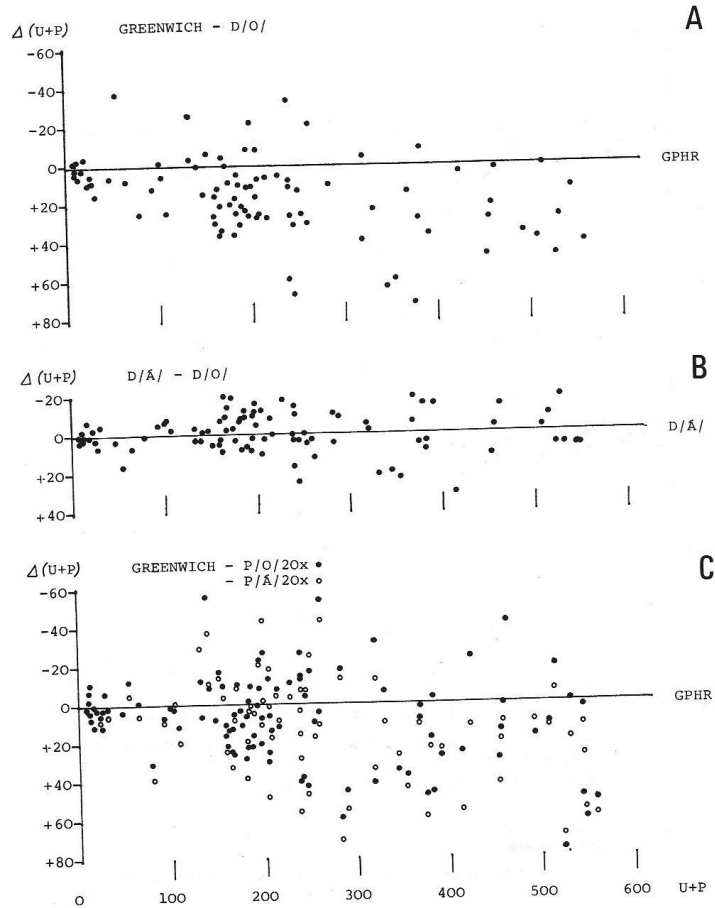 A
Δ(U+P) GREENWICH - D/O/
-60
-40
-20
0 GPHR
+20
+40
+60
+80
B
Δ(U+P) D/Á/ - D/O/
-20
0 D/Á/
+20
+40
C
Δ(U+P) GREENWICH - P/O/20x ●
- P/Á/20x ○
-60
-40
-20
0 GPHR
+20
+40
+60
+80
0 100 200 300 400 500 600 U+P